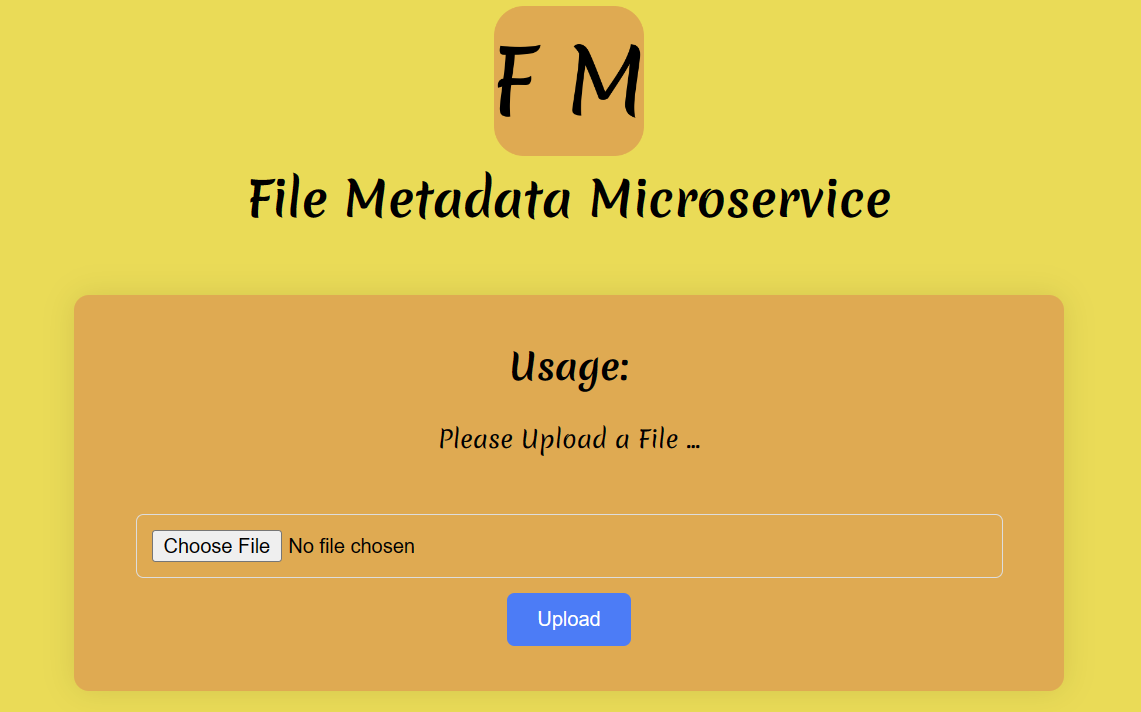 F M
File Metadata Microservice
Usage:
Please Upload a File ...
Choose File No file chosen
Upload